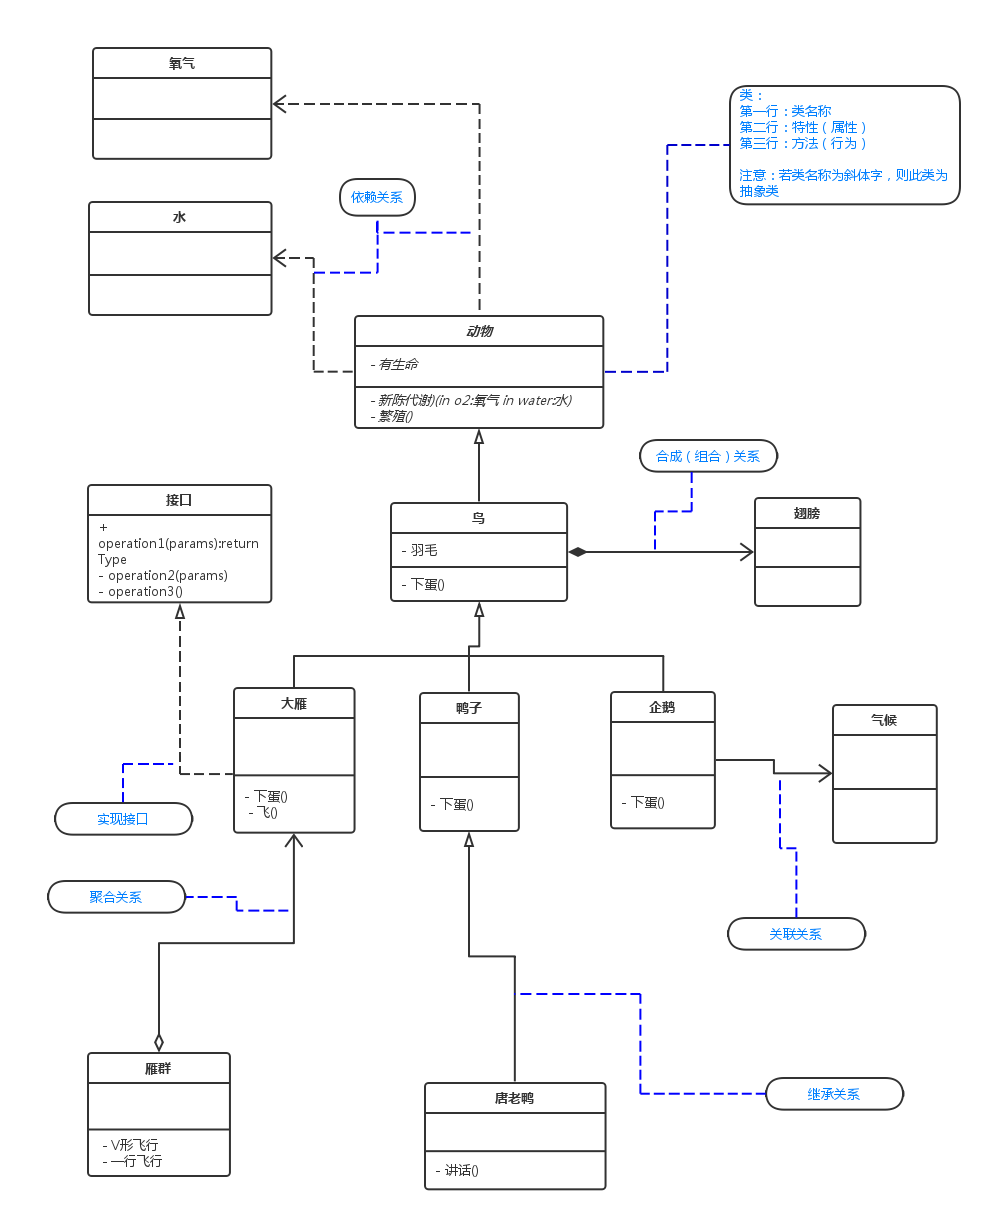 氧气
类：
第一行：类名称
第二行：特性（属性）
第三行：方法（行为）
注意：若类名称为斜体字，则此类为
抽象类
依赖关系
水
动物
- 有生命
- 新陈代谢)(in o2:氧气 in water:水)
- 繁殖()
合成（组合）关系
接口
+
operation1(params):return
Type
- operation2(params)
- operation3()
鸟
- 羽毛
- 下蛋()
翅膀
大雁
- 下蛋()
- 飞()
鸭子
- 下蛋()
企鹅
- 下蛋()
气候
实现接口
聚合关系
关联关系
雁群
- V形飞行
- 一行飞行
唐老鸭
- 讲话()
继承关系